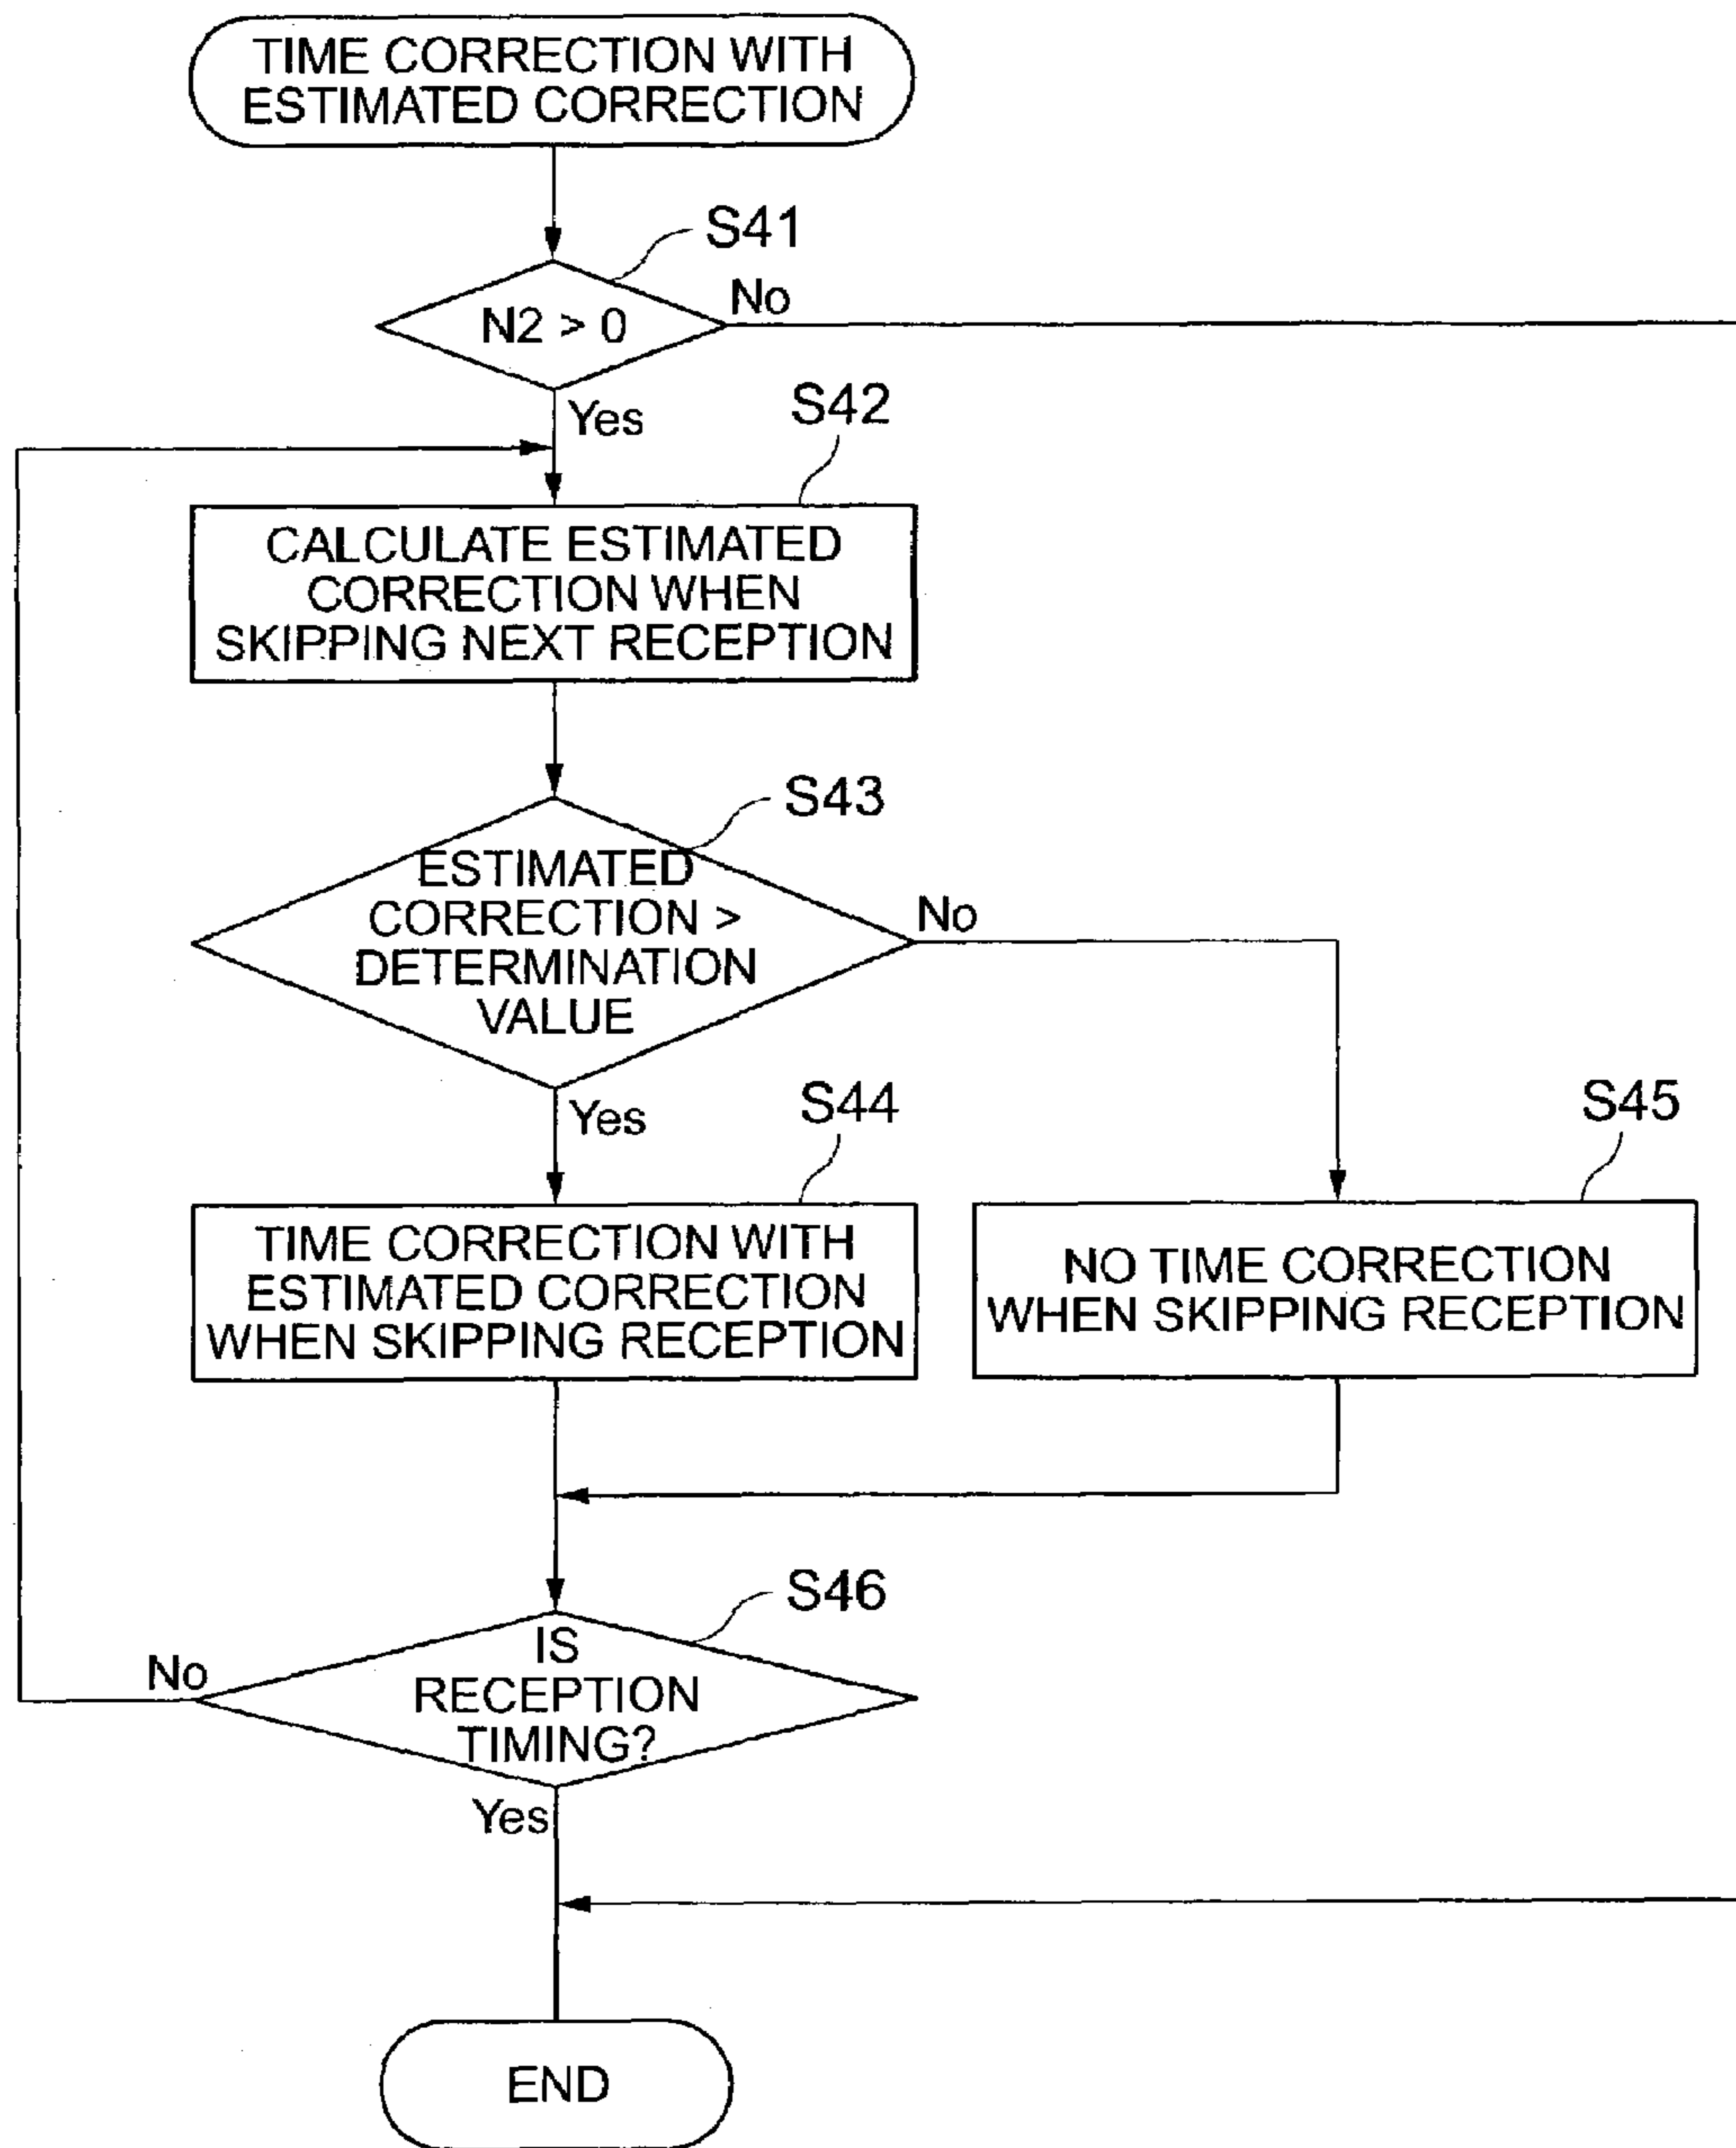 TIME CORRECTION WITH
ESTIMATED CORRECTION
S41
N2 > 0
No
Yes
S42
CALCULATE ESTIMATED
CORRECTION WHEN
SKIPPING NEXT RECEPTION
S43
ESTIMATED
CORRECTION >
DETERMINATION
VALUE
No
Yes
S44
S45
TIME CORRECTION WITH
ESTIMATED CORRECTION
WHEN SKIPPING RECEPTION
NO TIME CORRECTION
WHEN SKIPPING RECEPTION
S46
IS
RECEPTION
TIMING?
No
Yes
END